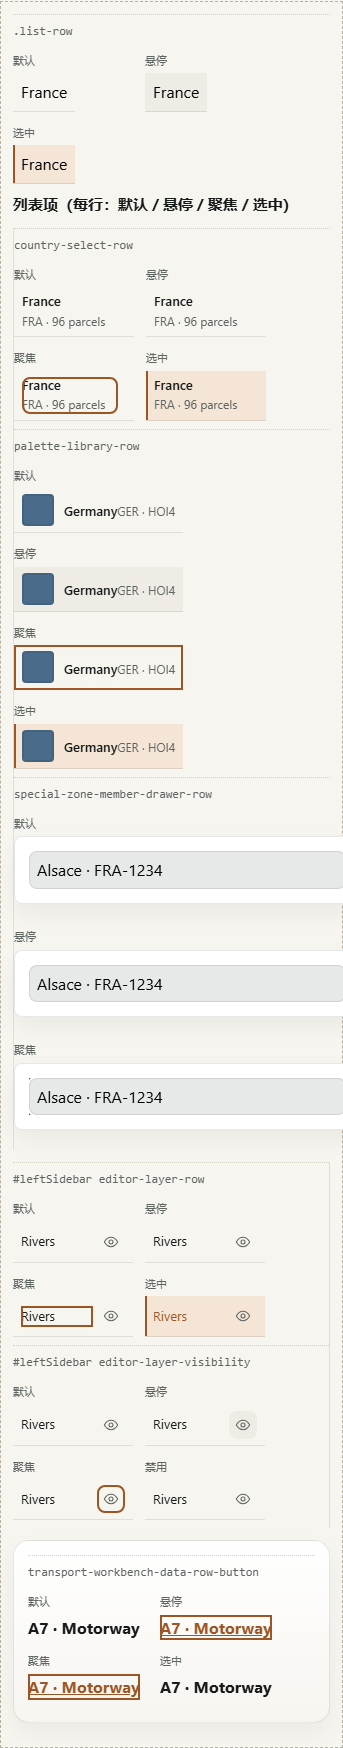 .list-row
默认 悬停
France France
选中
France
列表项（每行：默认 / 悬停 / 聚焦 / 选中）
country-select-row
默认 悬停
France France
FRA · 96 parcels FRA · 96 parcels
聚焦 选中
France France
FRA · 96 parcels FRA · 96 parcels
palette-library-row
默认
GermanyGER · HOI4
悬停
GermanyGER · HOI4
聚焦
GermanyGER · HOI4
选中
GermanyGER · HOI4
special-zone-member-drawer-row
默认
Alsace · FRA-1234
悬停
Alsace · FRA-1234
聚焦
Alsace · FRA-1234
#leftSidebar editor-layer-row
默认 悬停
Rivers Rivers
聚焦 选中
Rivers Rivers
#leftSidebar editor-layer-visibility
默认 悬停
Rivers Rivers
聚焦 禁用
Rivers Rivers
transport-workbench-data-row-button
默认 悬停
A7 · Motorway A7 · Motorway
聚焦 选中
A7 · Motorway A7 · Motorway